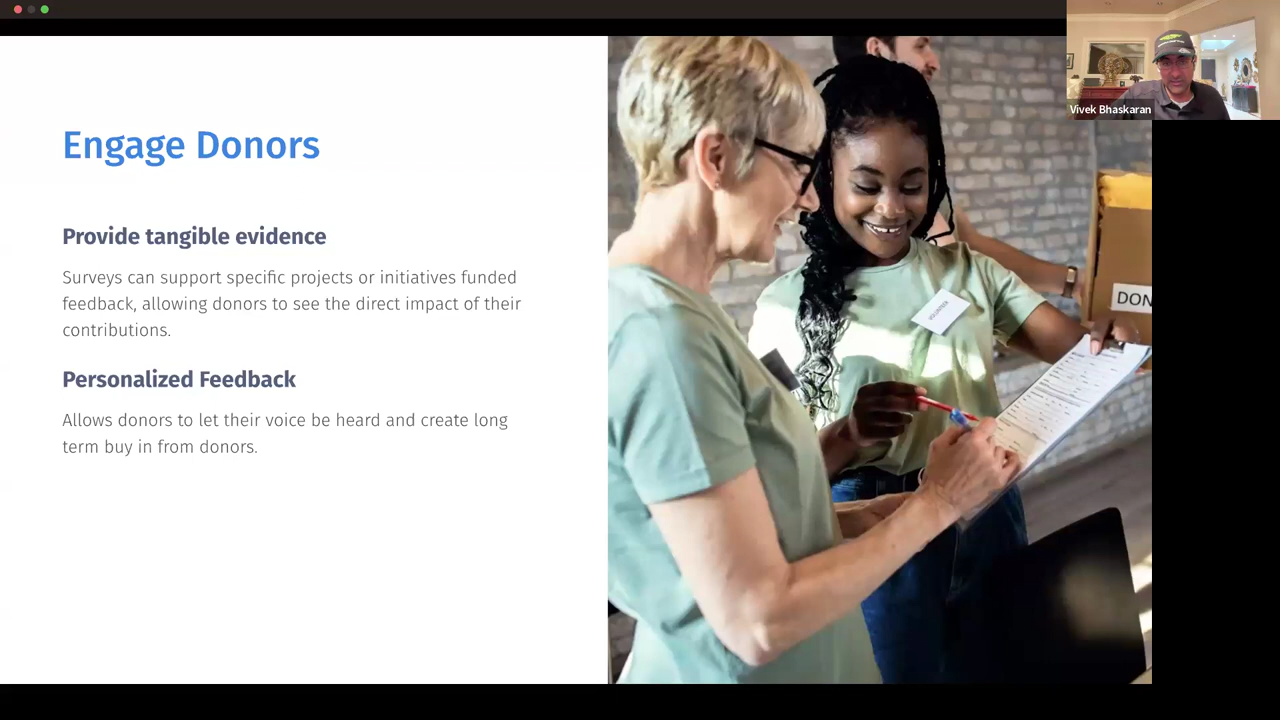 Vivek Bhaskaran
Engage Donors
Provide tangible evidence
Surveys can support specific projects or initiatives funded
feedback, allowing donors to see the direct impact of their
contributions.
Personalized Feedback
Allows donors to let their voice be heard and create long
term buy in from donors.
VOLUNTEER
DON